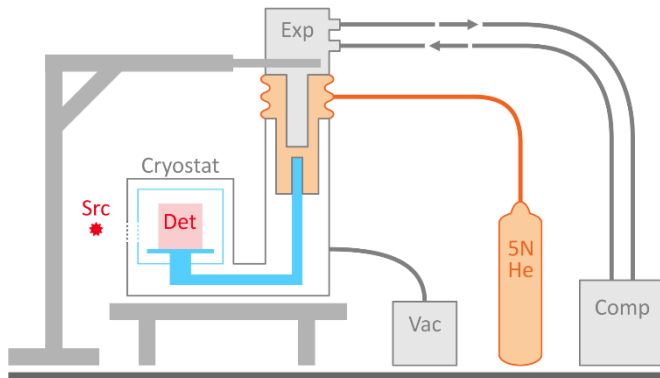 Exp
Cryostat
Src
Det
5N
He
Vac
Comp